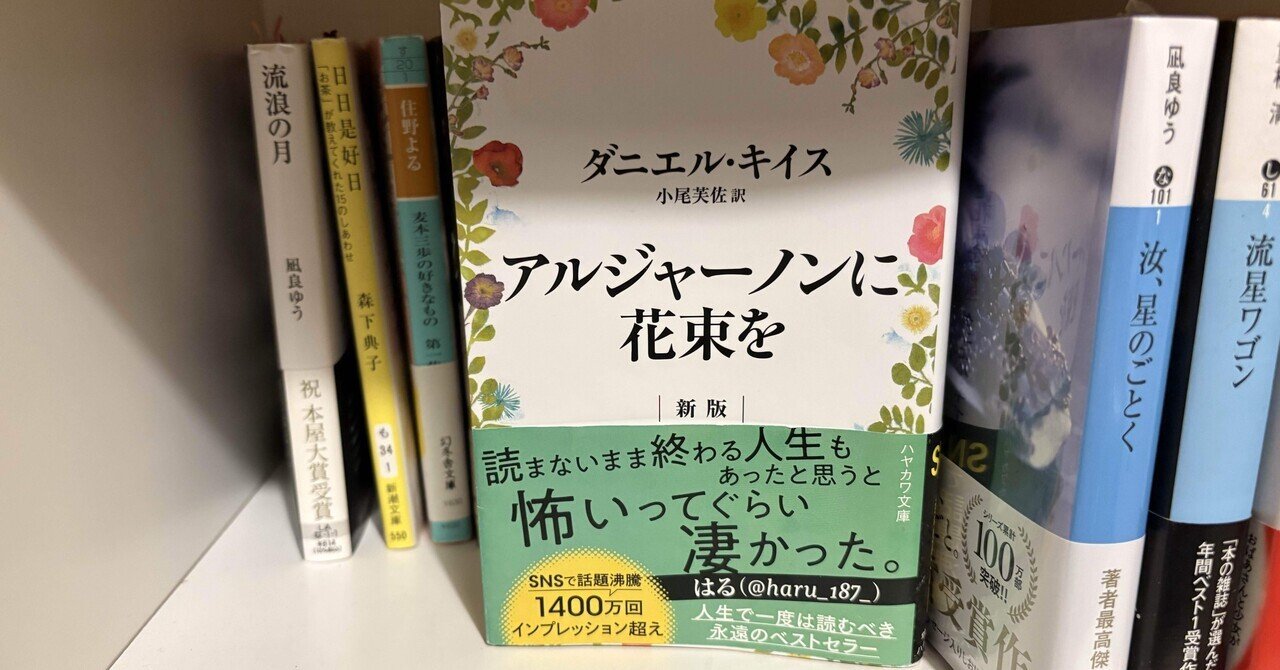 流浪の月
凪良ゆう
祝 本屋大賞受賞
日日是好日
「お茶」が教えてくれた15のしあわせ
森下典子
も
34
1
新潮文庫
550
す
20
1
住野よる
麦本三歩の好きなもの 第一集
幻冬舎文庫
ダニエル・キイス
小尾芙佐 訳
アルジャーノンに
花束を
新版
読まないまま終わる人生も
あったと思うと
怖いってぐらい
凄かった。
はる(@haru_187_)
SNSで話題沸騰
1400万回
インプレッション超え
人生で一度は読むべき
永遠のベストセラー
ハヤカワ文庫
凪良ゆう
な
101
1
汝、星のごとく
シリーズ累計
100万部
突破!!
ごと。
受賞作
著者最高傑
清
し
61
4
流星ワゴン
「本の雑誌」が選んだ
年間ベスト1受賞